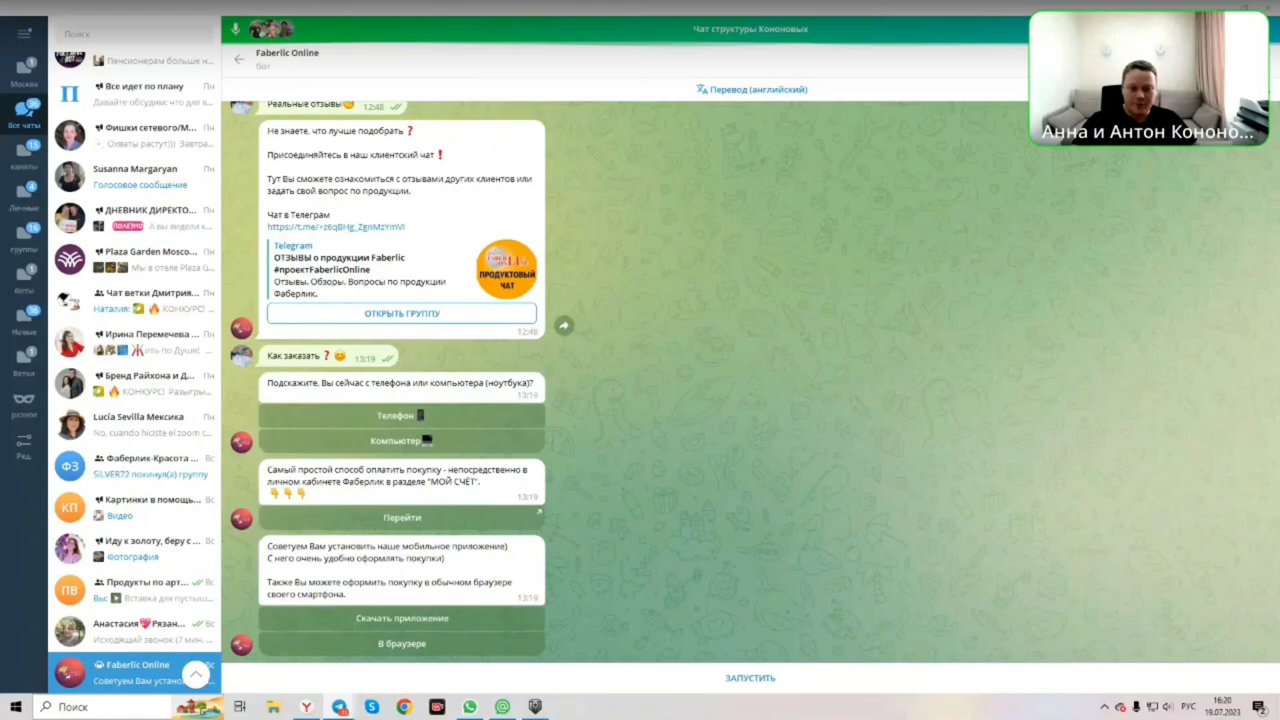 Поиск
Чат структуры Кононовых
Анна и Антон Кононо...
Москва
Все чаты
каналы
Личные
группы
боты
Новые
Ветки
разное
Ред.
Пенсионерам больше н...
Все идет по плану
Пн
Давайте обсудим: что для в...
Фишки сетевого/М...
Пн
Охваты растут))) Завтра...
Susanna Margaryan
Пн
Голосовое сообщение
ДНЕВНИК ДИРЕКТО...
Пн
ПОЛЕЗНО А вы видели к...
Plaza Garden Mosco...
Пн
Мы в отеле Plaza G...
Чат ветки Дмитрия...
Пн
Наталия: КОНКУРС! ...
Ирина Перемечева ...
Пн
ить по Душе! ...
Бренд Райхона и Д...
Пн
КОНКУРС! Разыгры...
Lucía Sevilla Мексика
Пн
No, cuando hiciste el zoom c...
ФЗ
Фаберлик-Красота ...
Вс
SiLVER72 покинул(а) группу
КП
Картинки в помощь...
Вс
Видео
Иду к золоту, беру с ...
Вс
Фотография
ПВ
Продукты по арт...
Вс
Выс Вставка для пустыш...
Анастасия Рязан...
Вс
Исходящий звонок (7 мин. ...
Faberlic Online
Вс
Советуем Вам устано
Faberlic Online
бот
Перевод (английский)
Реальные отзывы
12:48
Не знаете, что лучше подобрать ❓
Присоединяйтесь в наш клиентский чат❗
Тут Вы сможете ознакомиться с отзывами других клиентов или
задать свой вопрос по продукции.
Чат в Телеграм
https://t.me/+z6qBHg_ZgnMzYmVi
Telegram
ОТЗЫВЫ о продукции Faberlic
#проектFaberlicOnline
Отзывы. Обзоры. Вопросы по продукции
Фаберлик.
ПРОДУКТОВЫЙ
ЧАТ
ОТКРЫТЬ ГРУППУ
12:48
Как заказать ❓ 😊
13:19
Подскажите, Вы сейчас с телефона или компьютера (ноутбука)?
13:19
Телефон
Компьютер
Самый простой способ оплатить покупку - непосредственно в
личном кабинете Фаберлик в разделе "МОЙ СЧЁТ".
👇👇👇
13:19
Перейти
Советуем Вам установить наше мобильное приложение)
С него очень удобно оформлять покупки)
Также Вы можете оформить покупку в обычном браузере
своего смартфона.
13:19
Скачать приложение
В браузере
ЗАПУСТИТЬ
Поиск
РУС
16:20
19.07.2023